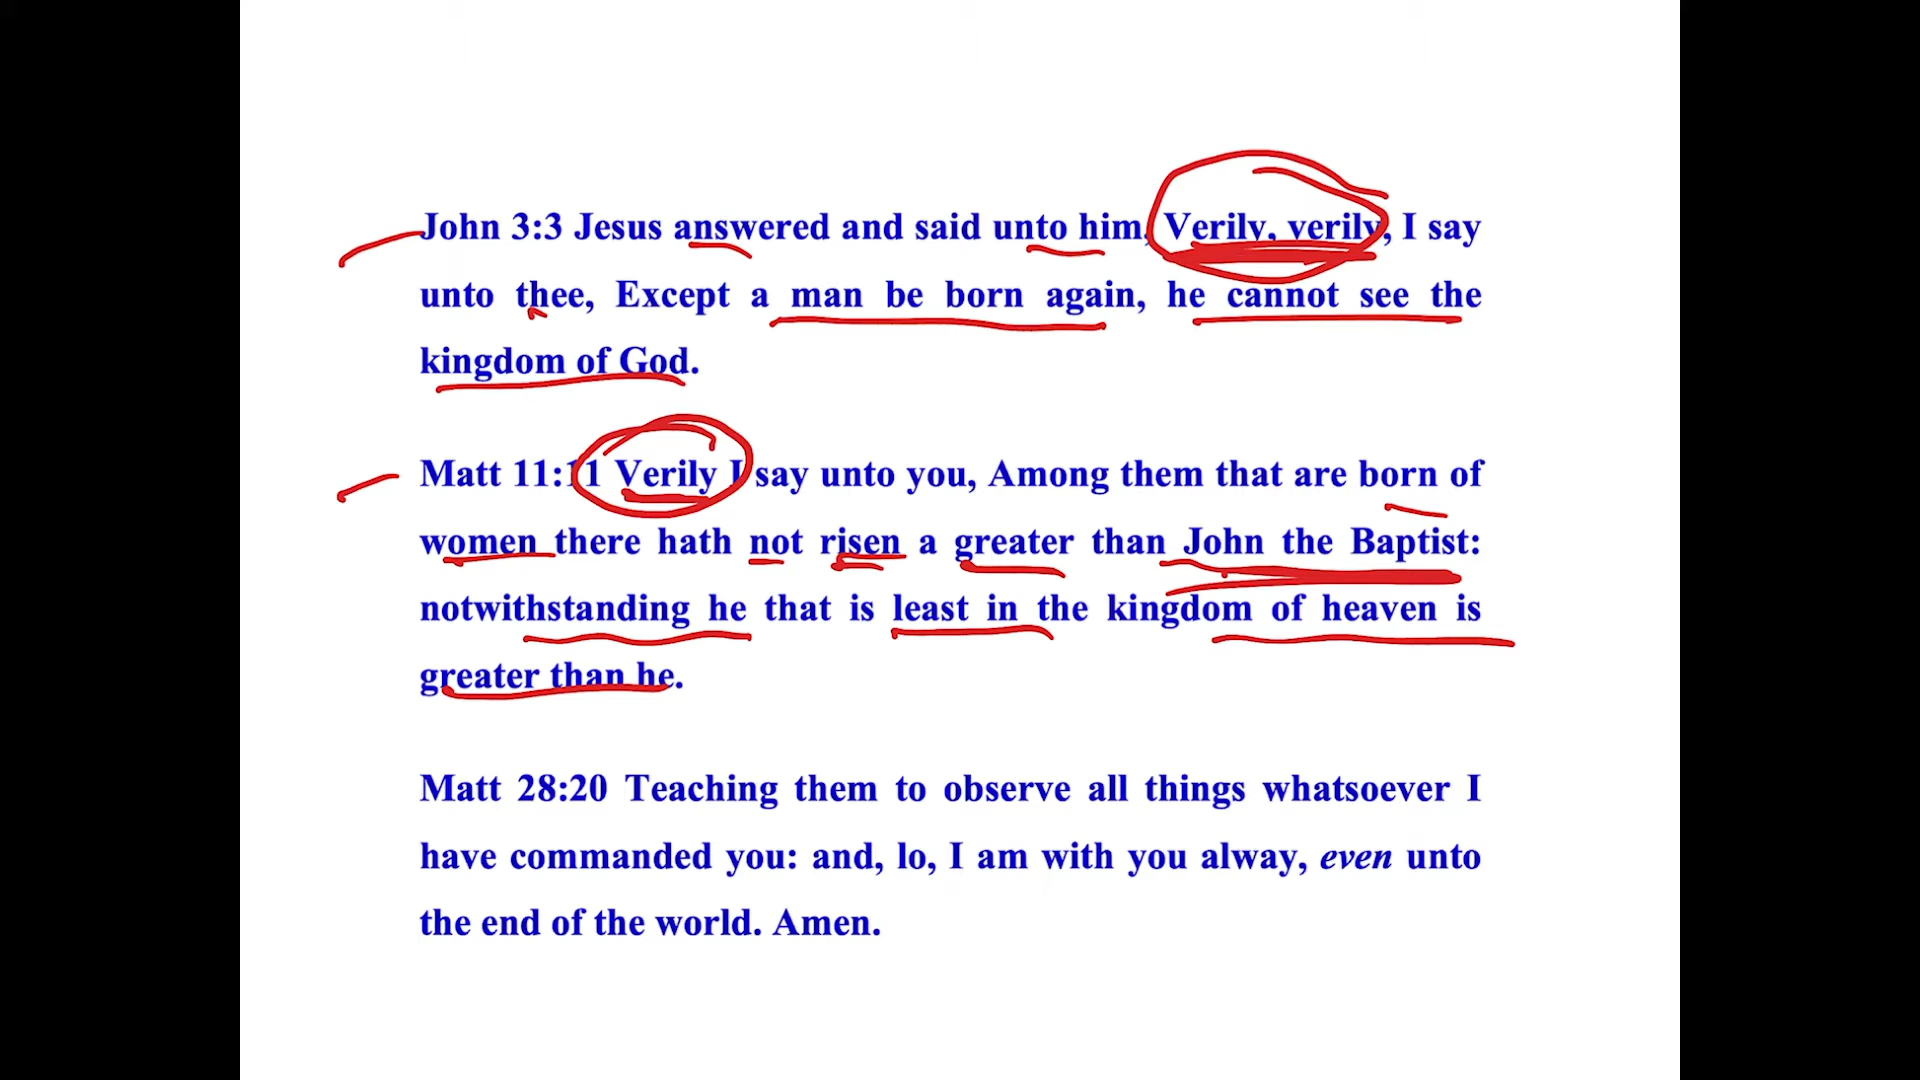 John 3:3 Jesus answered and said unto him, Verily, verily, I say
unto thee, Except a man be born again, he cannot see the
kingdom of God.
Matt 11:11 Verily I say unto you, Among them that are born of
women there hath not risen a greater than John the Baptist:
notwithstanding he that is least in the kingdom of heaven is
greater than he.
Matt 28:20 Teaching them to observe all things whatsoever I
have commanded you: and, lo, I am with you alway, even unto
the end of the world. Amen.